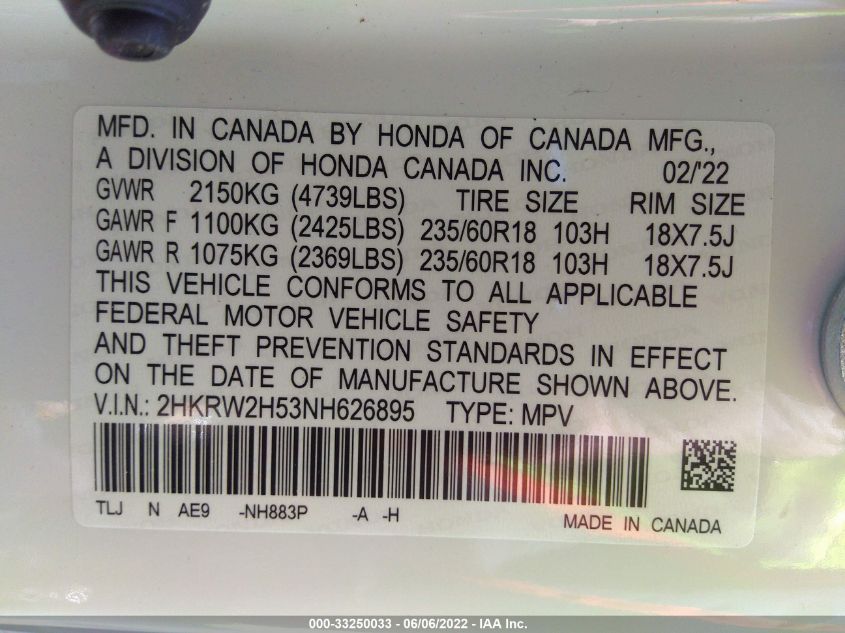 MFD. IN CANADA BY HONDA OF CANADA MFG.,
A DIVISION OF HONDA CANADA INC. 02/'22
GVWR 2150KG (4739LBS) TIRE SIZE RIM SIZE
GAWR F 1100KG (2425LBS) 235/60R18 103H 18X7.5J
GAWR R 1075KG (2369LBS) 235/60R18 103H 18X7.5J
THIS VEHICLE CONFORMS TO ALL APPLICABLE
FEDERAL MOTOR VEHICLE SAFETY
AND THEFT PREVENTION STANDARDS IN EFFECT
ON THE DATE OF MANUFACTURE SHOWN ABOVE.
V.I.N.: 2HKRW2H53NH626895 TYPE: MPV
TLJ N AE9 -NH883P -A -H
MADE IN CANADA
000-33250033 - 06/06/2022 - IAA Inc.